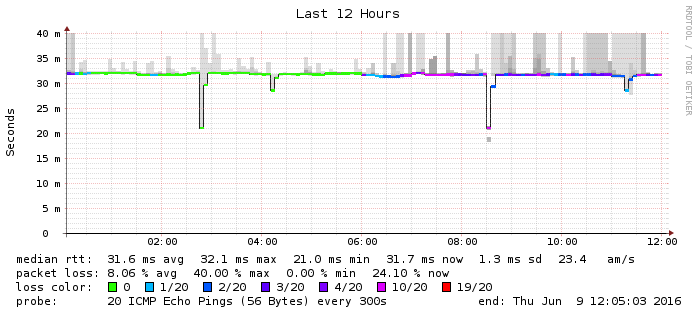 Last 12 Hours
RRDTOOL / TOBI OETIKER
Seconds
40 m
35 m
30 m
25 m
20 m
15 m
10 m
5 m
0
02:00 04:00 06:00 08:00 10:00 12:00
median rtt: 31.6 ms avg 32.1 ms max 21.0 ms min 31.7 ms now 1.3 ms sd 23.4 am/s
packet loss: 8.06 % avg 40.00 % max 0.00 % min 24.10 % now
loss color: 0 1/20 2/20 3/20 4/20 10/20 19/20
probe: 20 ICMP Echo Pings (56 Bytes) every 300s end: Thu Jun 9 12:05:03 2016